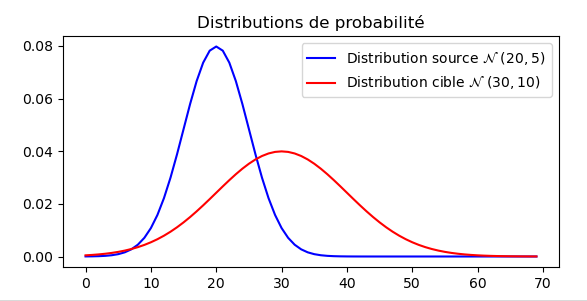 Distributions de probabilité
Distribution source 𝒩 (20, 5)
Distribution cible 𝒩 (30, 10)
0.08
0.06
0.04
0.02
0.00
0 10 20 30 40 50 60 70